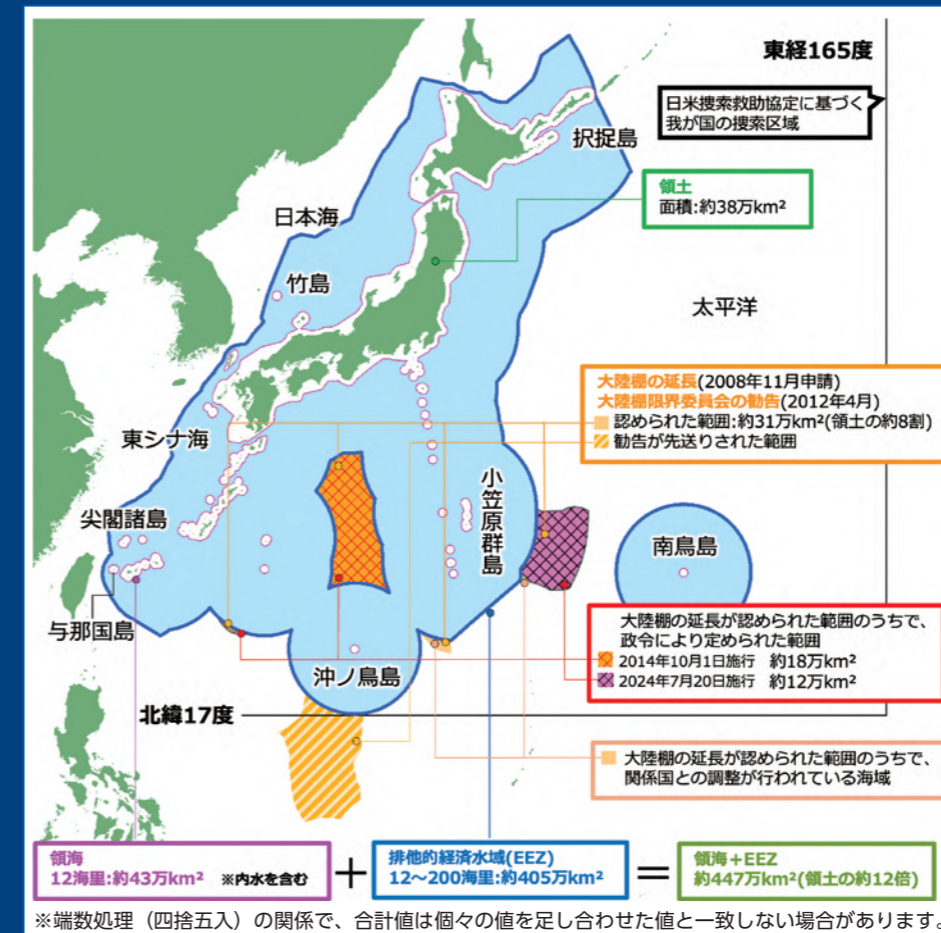 東経165度
日米捜索救助協定に基づく
我が国の捜索区域
択捉島
領土
面積:約38万km²
日本海
竹島
太平洋
大陸棚の延長(2008年11月申請)
大陸棚限界委員会の勧告(2012年4月)
認められた範囲:約31万km²(領土の約8割)
勧告が先送りされた範囲
東シナ海
小笠原群島
尖閣諸島
南鳥島
与那国島
大陸棚の延長が認められた範囲のうちで、
政令により定められた範囲
2014年10月1日施行 約18万km²
2024年7月20日施行 約12万km²
沖ノ鳥島
北緯17度
大陸棚の延長が認められた範囲のうちで、
関係国との調整が行われている海域
領海
12海里:約43万km² ※内水を含む
+
排他的経済水域(EEZ)
12~200海里:約405万km²
=
領海+EEZ
約447万km²(領土の約12倍)
※端数処理(四捨五入)の関係で、合計値は個々の値を足し合わせた値と一致しない場合があります。